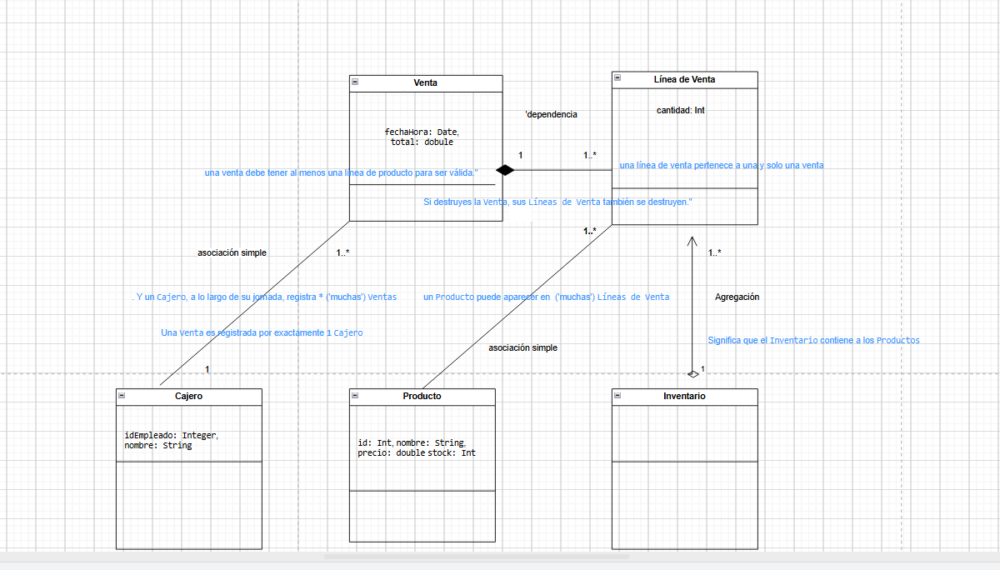 Venta
Línea de Venta
cantidad: Int
'dependencia
fechaHora: Date,
total: dobule
1
1..*
una línea de venta pertenece a una y solo una venta
una venta debe tener al menos una línea de producto para ser válida."
Si destruyes la Venta, sus Líneas de Venta también se destruyen."
1..*
asociación simple
1..*
1..*
. Y un Cajero, a lo largo de su jornada, registra * ('muchas') Ventas
un Producto puede aparecer en ('muchas') Líneas de Venta
Agregación
Una Venta es registrada por exactamente 1 Cajero
Significa que el Inventario contiene a los Productos
asociación simple
1
1
Cajero
Producto
Inventario
idEmpleado: Integer,
nombre: String
id: Int, nombre: String,
precio: double stock: Int